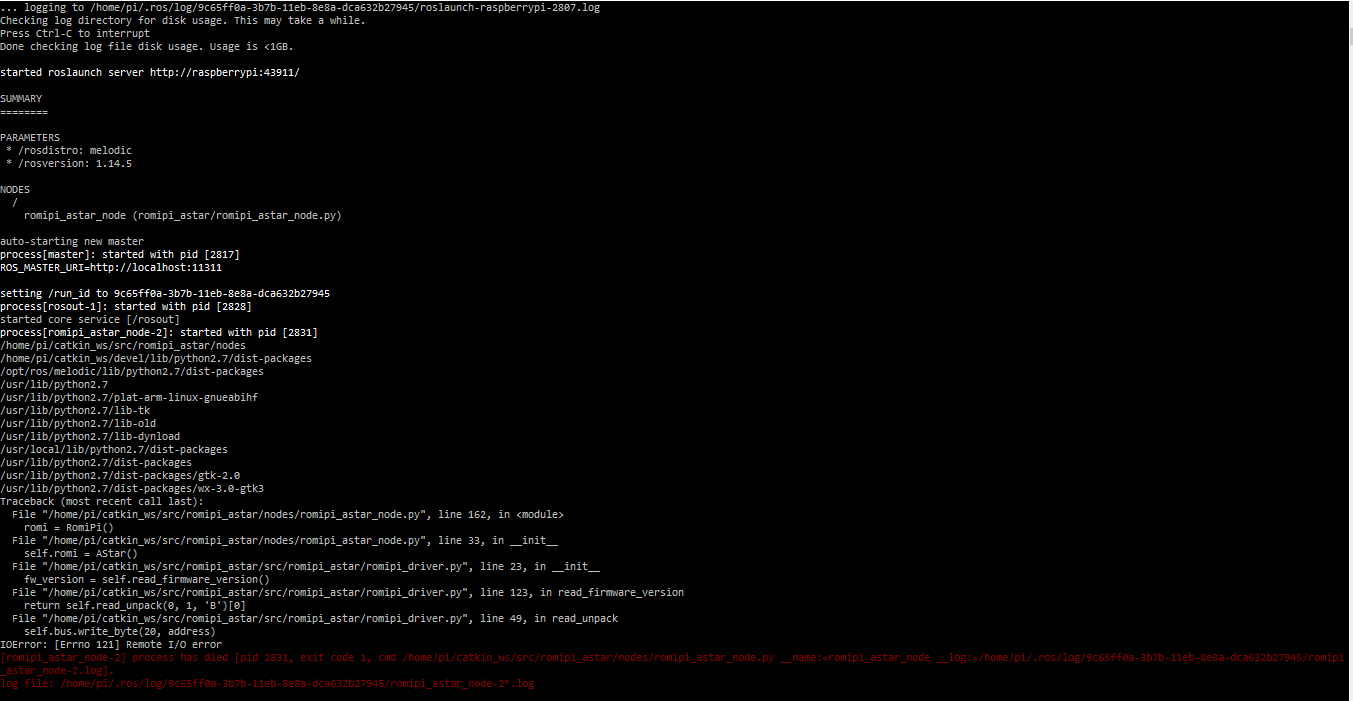 ... logging to /home/pi/.ros/log/9c65ff0a-3b7b-11eb-8e8a-dca632b27945/roslaunch-raspberrypi-2807.log
Checking log directory for disk usage. This may take a while.
Press Ctrl-C to interrupt
Done checking log file disk usage. Usage is <1GB.
started roslaunch server http://raspberrypi:43911/
SUMMARY
========
PARAMETERS
 * /rosdistro: melodic
 * /rosversion: 1.14.5
NODES
  /
    romipi_astar_node (romipi_astar/romipi_astar_node.py)
auto-starting new master
process[master]: started with pid [2817]
ROS_MASTER_URI=http://localhost:11311
setting /run_id to 9c65ff0a-3b7b-11eb-8e8a-dca632b27945
process[rosout-1]: started with pid [2828]
started core service [/rosout]
process[romipi_astar_node-2]: started with pid [2831]
/home/pi/catkin_ws/src/romipi_astar/nodes
/home/pi/catkin_ws/devel/lib/python2.7/dist-packages
/opt/ros/melodic/lib/python2.7/dist-packages
/usr/lib/python2.7
/usr/lib/python2.7/plat-arm-linux-gnueabihf
/usr/lib/python2.7/lib-tk
/usr/lib/python2.7/lib-old
/usr/lib/python2.7/lib-dynload
/usr/local/lib/python2.7/dist-packages
/usr/lib/python2.7/dist-packages
/usr/lib/python2.7/dist-packages/gtk-2.0
/usr/lib/python2.7/dist-packages/wx-3.0-gtk3
Traceback (most recent call last):
  File "/home/pi/catkin_ws/src/romipi_astar/nodes/romipi_astar_node.py", line 162, in <module>
    romi = RomiPi()
  File "/home/pi/catkin_ws/src/romipi_astar/nodes/romipi_astar_node.py", line 33, in __init__
    self.romi = AStar()
  File "/home/pi/catkin_ws/src/romipi_astar/src/romipi_astar/romipi_driver.py", line 23, in __init__
    fw_version = self.read_firmware_version()
  File "/home/pi/catkin_ws/src/romipi_astar/src/romipi_astar/romipi_driver.py", line 123, in read_firmware_version
    return self.read_unpack(0, 1, 'B')[0]
  File "/home/pi/catkin_ws/src/romipi_astar/src/romipi_astar/romipi_driver.py", line 49, in read_unpack
    self.bus.write_byte(20, address)
IOError: [Errno 121] Remote I/O error
[romipi_astar_node-2] process has died [pid 2831, exit code 1, cmd /home/pi/catkin_ws/src/romipi_astar/nodes/romipi_astar_node.py __name:=romipi_astar_node __log:=/home/pi/.ros/log/9c65ff0a-3b7b-11eb-8e8a-dca632b27945/romipi
_astar_node-2.log].
log file: /home/pi/.ros/log/9c65ff0a-3b7b-11eb-8e8a-dca632b27945/romipi_astar_node-2*.log